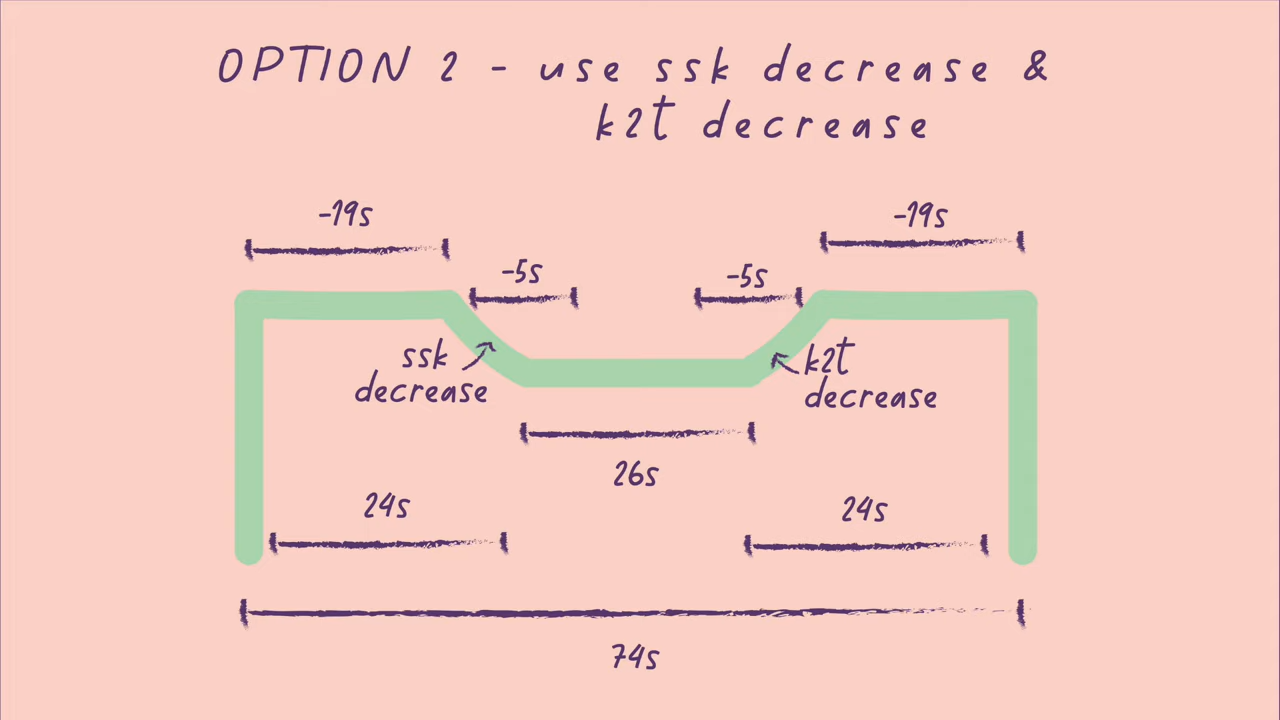 OPTION 2 - use ssk decrease &
k2t decrease
-19s
-19s
-5s
-5s
ssk
decrease
k2t
decrease
26s
24s
24s
74s